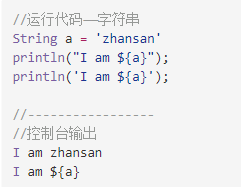 //运行代码—字符串
String a = 'zhansan'
println("I am ${a}");
println('I am ${a}');
//-----------------
//控制台输出
I am zhansan
I am ${a}